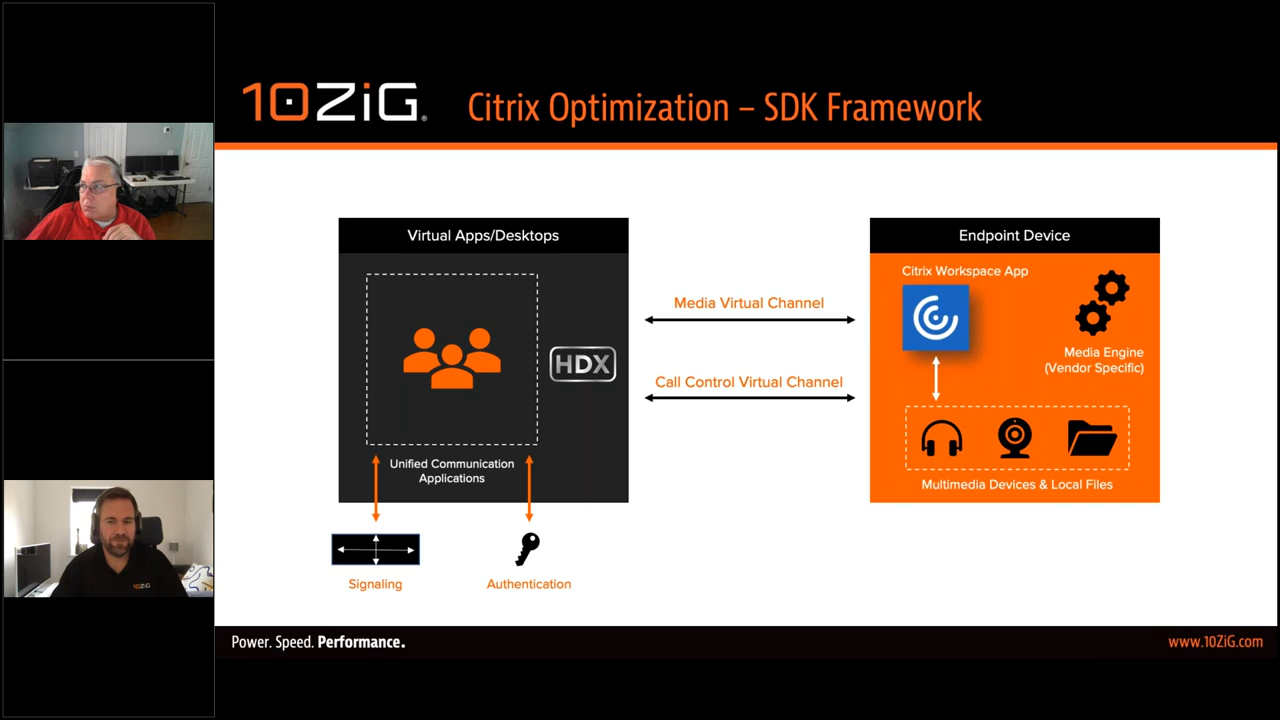 10ZiG®
Citrix Optimization – SDK Framework
Virtual Apps/Desktops
HDX
Unified Communication
Applications
Signaling
Authentication
Media Virtual Channel
Call Control Virtual Channel
Endpoint Device
Citrix Workspace App
Media Engine
(Vendor Specific)
Multimedia Devices & Local Files
10ZiG
Power. Speed. Performance.
www.10ZiG.com